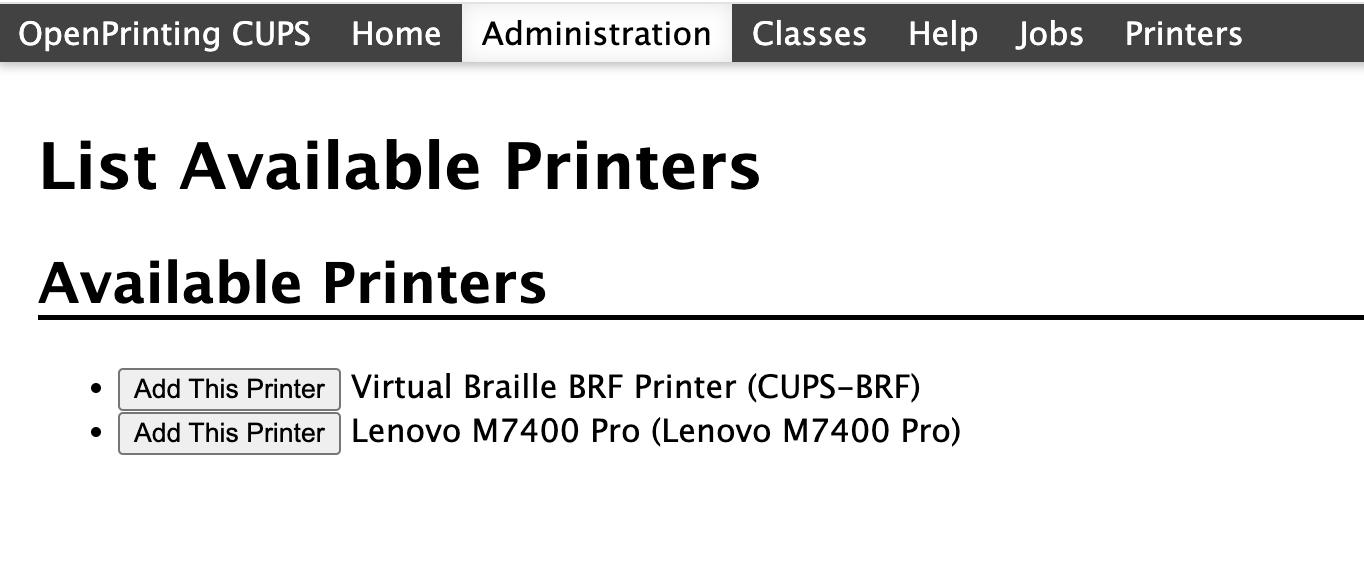 OpenPrinting CUPS Home Administration Classes Help Jobs Printers
List Available Printers
Available Printers
• Add This Printer Virtual Braille BRF Printer (CUPS-BRF)
• Add This Printer Lenovo M7400 Pro (Lenovo M7400 Pro)